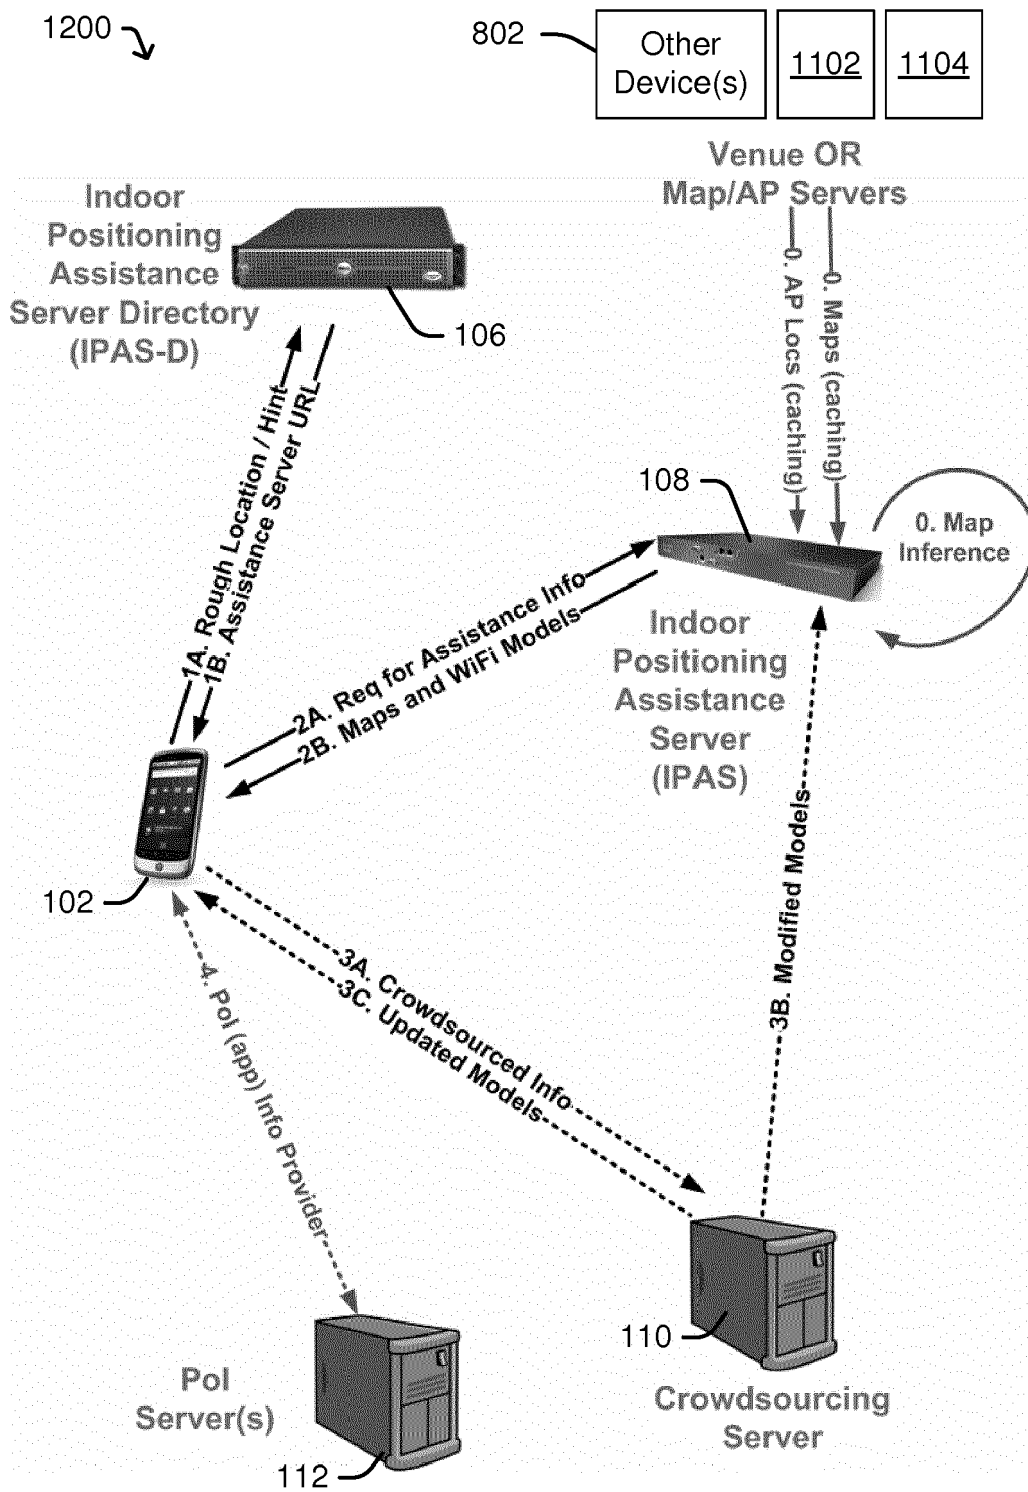 1200
802
Other
Device(s)
1102
1104
Venue OR
Map/AP Servers
Indoor
Positioning
Assistance
Server Directory
(IPAS-D)
106
0. AP Locs (caching)
0. Maps (caching)
108
0. Map
Inference
1A. Rough Location / Hint
1B. Assistance Server URL
2A. Req for Assistance Info
2B. Maps and WiFi Models
Indoor
Positioning
Assistance
Server
(IPAS)
102
3A. Crowdsourced Info
3C. Updated Models
3B. Modified Models
4. PoI (app) Info Provider
110
PoI
Server(s)
112
Crowdsourcing
Server